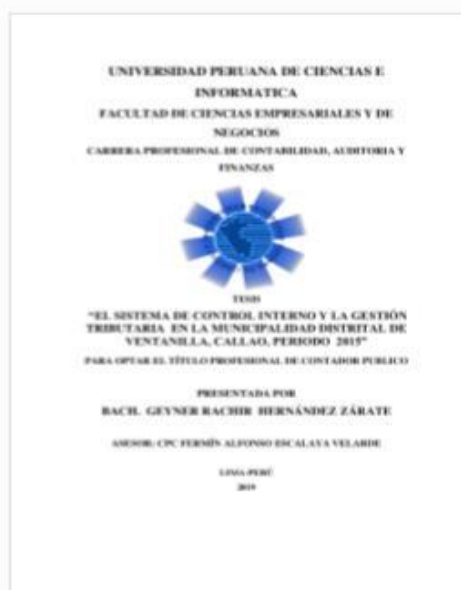 UNIVERSIDAD PERUANA DE CIENCIAS E
INFORMATICA
FACULTAD DE CIENCIAS EMPRESARIALES Y DE
NEGOCIOS
CARRERA PROFESIONAL DE CONTABILIDAD, AUDITORIA Y
FINANZAS
TESIS
“EL SISTEMA DE CONTROL INTERNO Y LA GESTIÓN
TRIBUTARIA EN LA MUNICIPALIDAD DISTRITAL DE
VENTANILLA, CALLAO, PERIODO 2015”
PARA OPTAR EL TÍTULO PROFESIONAL DE CONTADOR PUBLICO
PRESENTADA POR
BACH. GEYNER RACHIR HERNÁNDEZ ZÁRATE
ASESOR: CPC FERMÍN ALFONSO ESCALAYA VELARDE
LIMA-PERÚ
2019